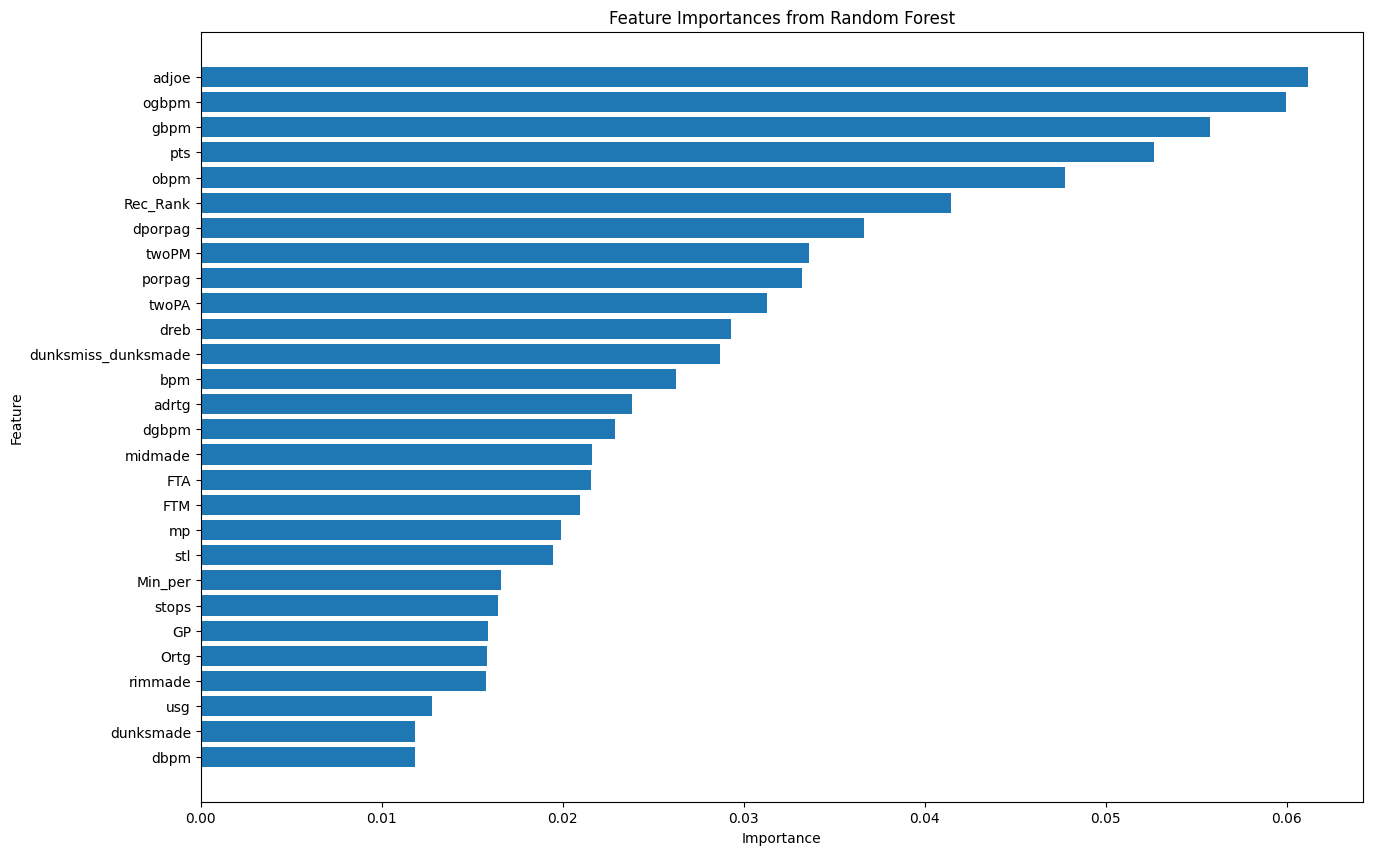 Feature Importances from Random Forest
Feature
adjoe
ogbpm
gbpm
pts
obpm
Rec_Rank
dporpag
twoPM
porpag
twoPA
dreb
dunksmiss_dunksmade
bpm
adrtg
dgbpm
midmade
FTA
FTM
mp
stl
Min_per
stops
GP
Ortg
rimmade
usg
dunksmade
dbpm
0.00 0.01 0.02 0.03 0.04 0.05 0.06
Importance